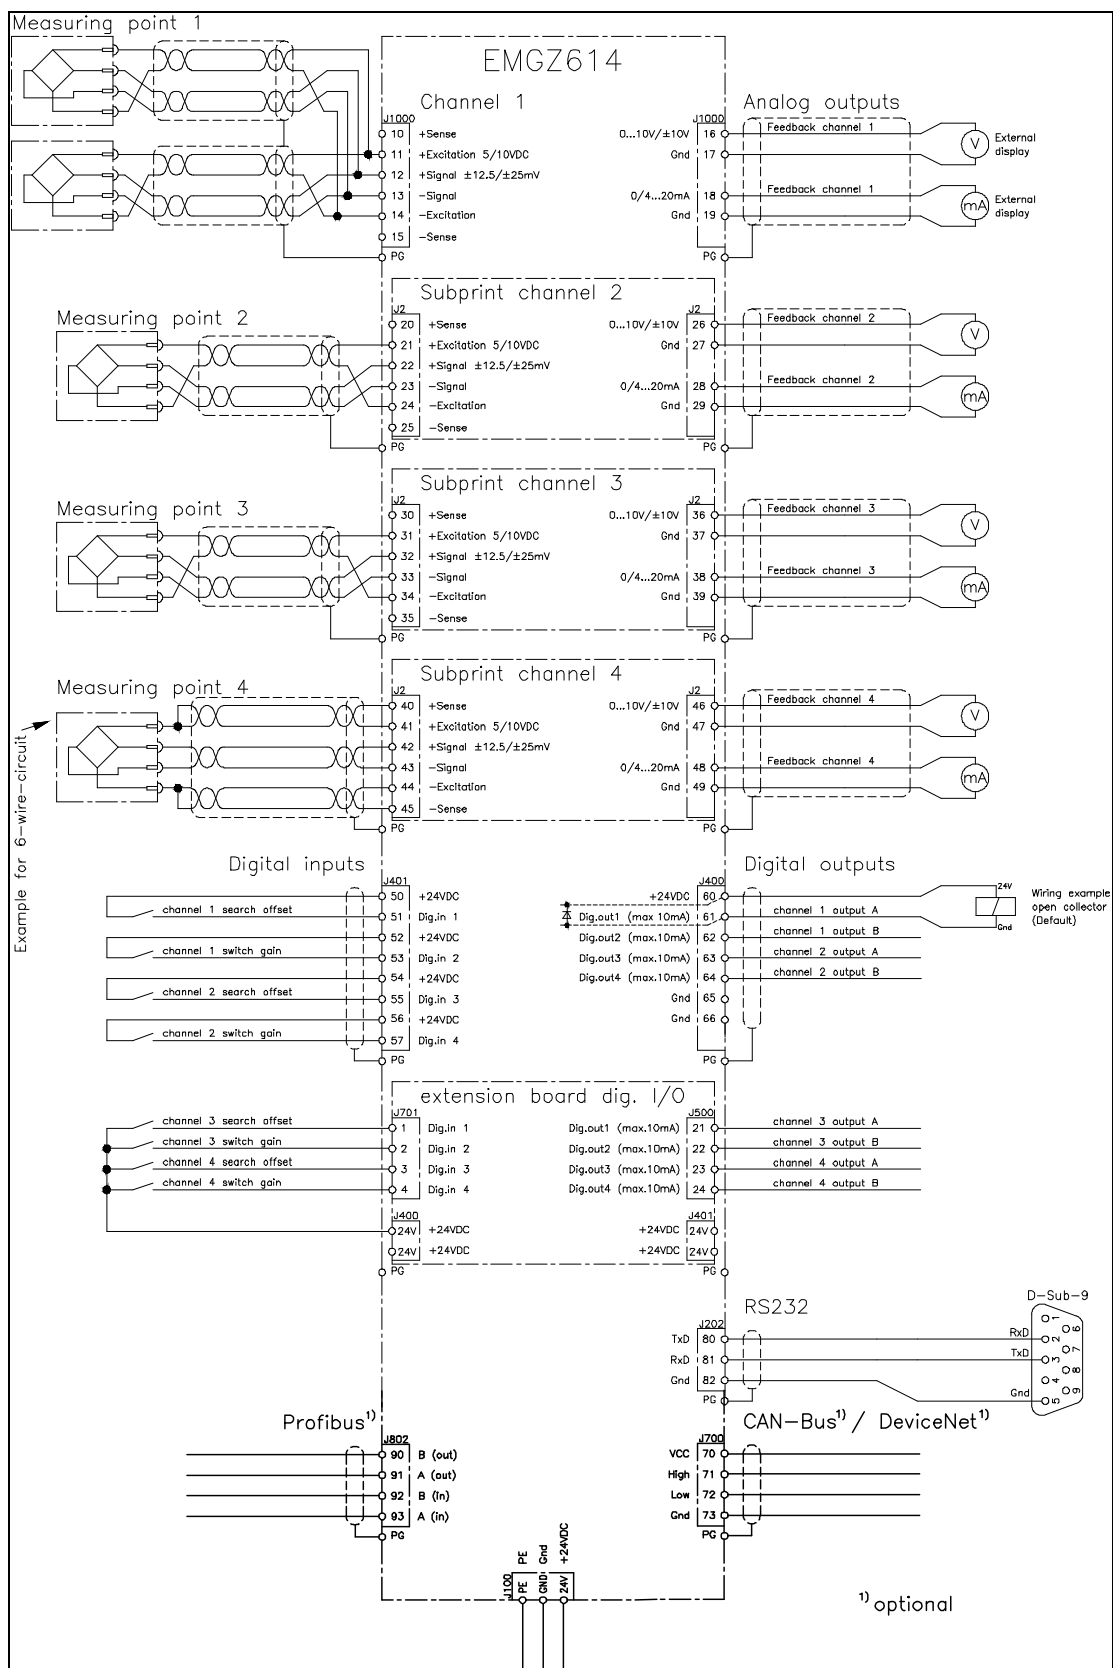 Measuring point 1
EMGZ614
Channel 1
Analog outputs
J1000
10 +Sense
11 +Excitation 5/10VDC
12 +Signal ±12.5/±25mV
13 −Signal
14 −Excitation
15 −Sense
PG
J1000
0...10V/±10V 16 Feedback channel 1
Gnd 17
V
External
display
0/4...20mA 18 Feedback channel 1
Gnd 19
mA
External
display
PG
Measuring point 2
Subprint channel 2
J2
20 +Sense
21 +Excitation 5/10VDC
22 +Signal ±12.5/±25mV
23 −Signal
24 −Excitation
25 −Sense
PG
J2
0...10V/±10V 26 Feedback channel 2
Gnd 27
V
0/4...20mA 28 Feedback channel 2
Gnd 29
mA
PG
Measuring point 3
Subprint channel 3
J2
30 +Sense
31 +Excitation 5/10VDC
32 +Signal ±12.5/±25mV
33 −Signal
34 −Excitation
35 −Sense
PG
J2
0...10V/±10V 36 Feedback channel 3
Gnd 37
V
0/4...20mA 38 Feedback channel 3
Gnd 39
mA
PG
Measuring point 4
Example for 6−wire−circuit
Subprint channel 4
J2
40 +Sense
41 +Excitation 5/10VDC
42 +Signal ±12.5/±25mV
43 −Signal
44 −Excitation
45 −Sense
PG
J2
0...10V/±10V 46 Feedback channel 4
Gnd 47
V
0/4...20mA 48 Feedback channel 4
Gnd 49
mA
PG
Digital inputs
J401
50 +24VDC
channel 1 search offset 51 Dig.in 1
52 +24VDC
channel 1 switch gain 53 Dig.in 2
54 +24VDC
channel 2 search offset 55 Dig.in 3
56 +24VDC
channel 2 switch gain 57 Dig.in 4
PG
Digital outputs
J400
+24VDC 60
Dig.out1 (max 10mA) 61 channel 1 output A
Dig.out2 (max.10mA) 62 channel 1 output B
Dig.out3 (max.10mA) 63 channel 2 output A
Dig.out4 (max.10mA) 64 channel 2 output B
Gnd 65
Gnd 66
PG
24V
Gnd
Wiring example
open collector
(Default)
extension board dig. I/O
J701
channel 3 search offset 1 Dig.in 1
channel 3 switch gain 2 Dig.in 2
channel 4 search offset 3 Dig.in 3
channel 4 switch gain 4 Dig.in 4
J400
24V +24VDC
24V +24VDC
PG
J500
Dig.out1 (max.10mA) 21 channel 3 output A
Dig.out2 (max.10mA) 22 channel 3 output B
Dig.out3 (max.10mA) 23 channel 4 output A
Dig.out4 (max.10mA) 24 channel 4 output B
J401
+24VDC 24V
+24VDC 24V
PG
RS232
J202
TxD 80
RxD 81
Gnd 82
PG
D−Sub−9
RxD
TxD
Gnd
1
2
3
4
5
6
7
8
9
Profibus1)
J802
90 B (out)
91 A (out)
92 B (in)
93 A (in)
PG
CAN−Bus1) / DeviceNet1)
J700
VCC 70
High 71
Low 72
Gnd 73
PG
PE
Gnd
+24VDC
J100
PE
GND
24V
1) optional